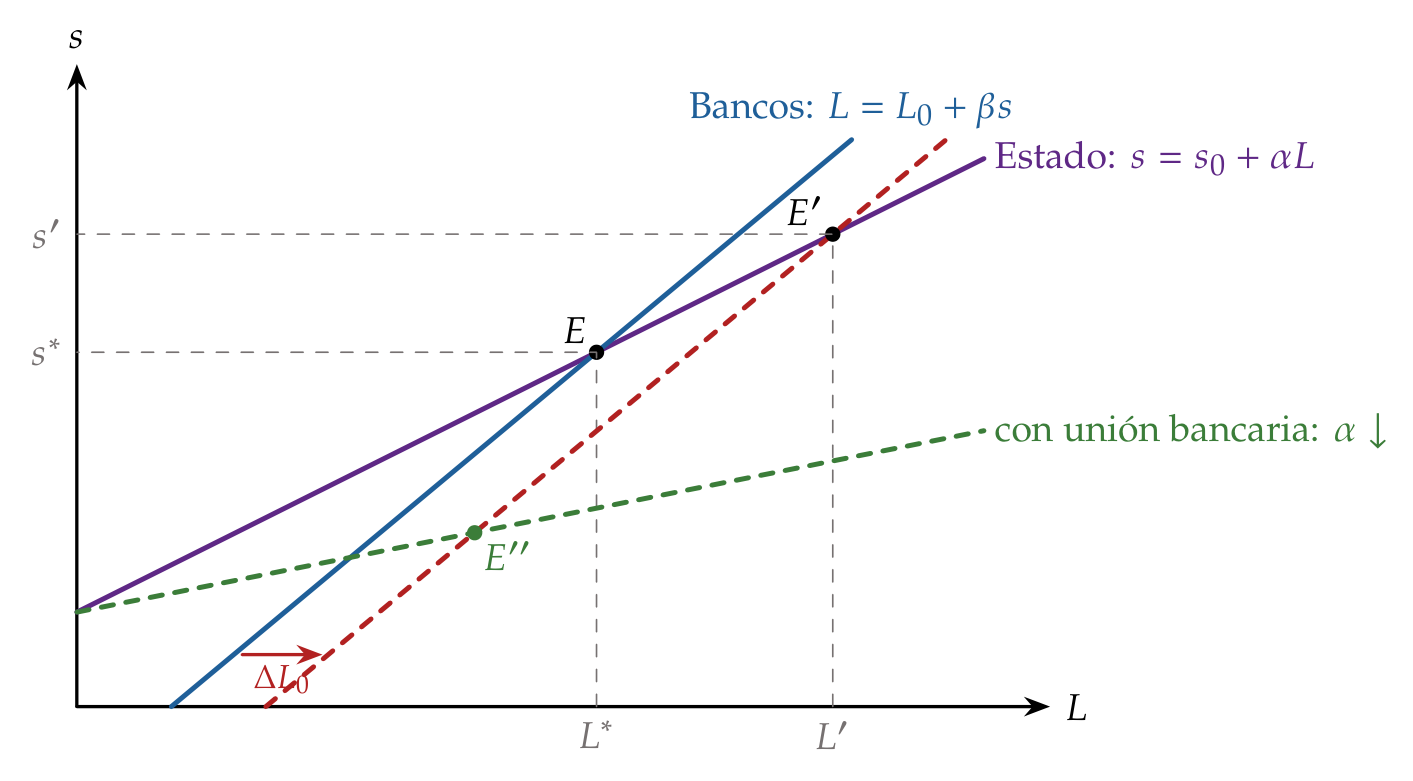 s
Bancos: L = L₀ + βs
Estado: s = s₀ + αL
E′
s′
E
s*
con unión bancaria: α ↓
E′′
ΔL₀
L
L*
L′